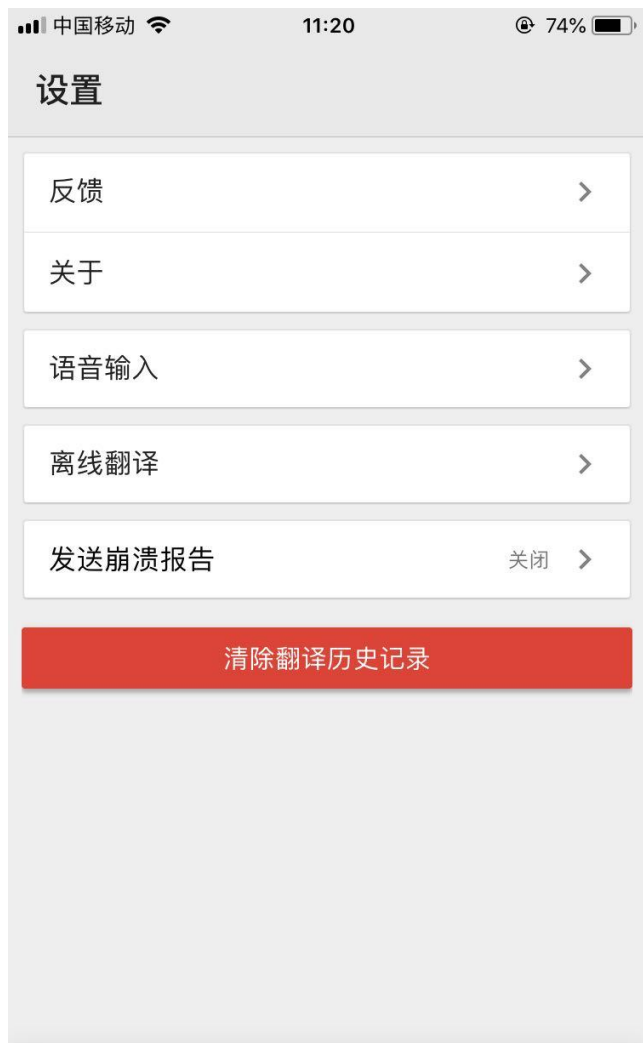 中国移动 11:20 74%
设置
反馈
关于
语音输入
离线翻译
发送崩溃报告 关闭
清除翻译历史记录